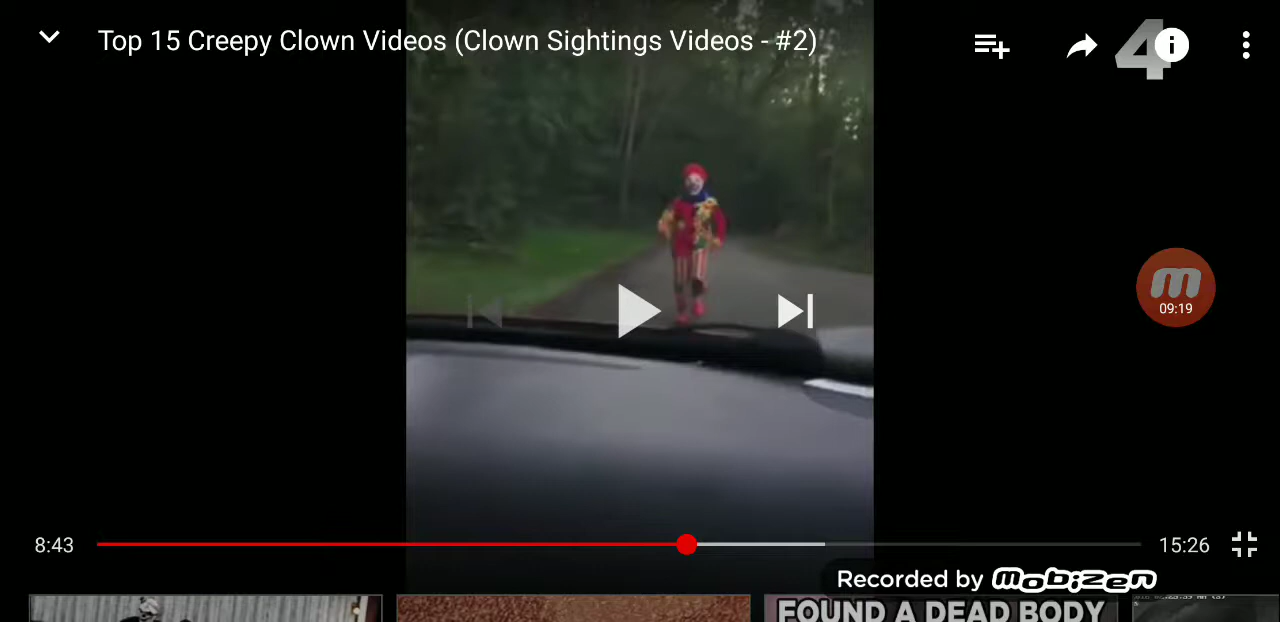 Top 15 Creepy Clown Videos (Clown Sightings Videos - #2)
4
i
m
09:19
8:43
15:26
Recorded by mobizen
FOUND A DEAD BODY